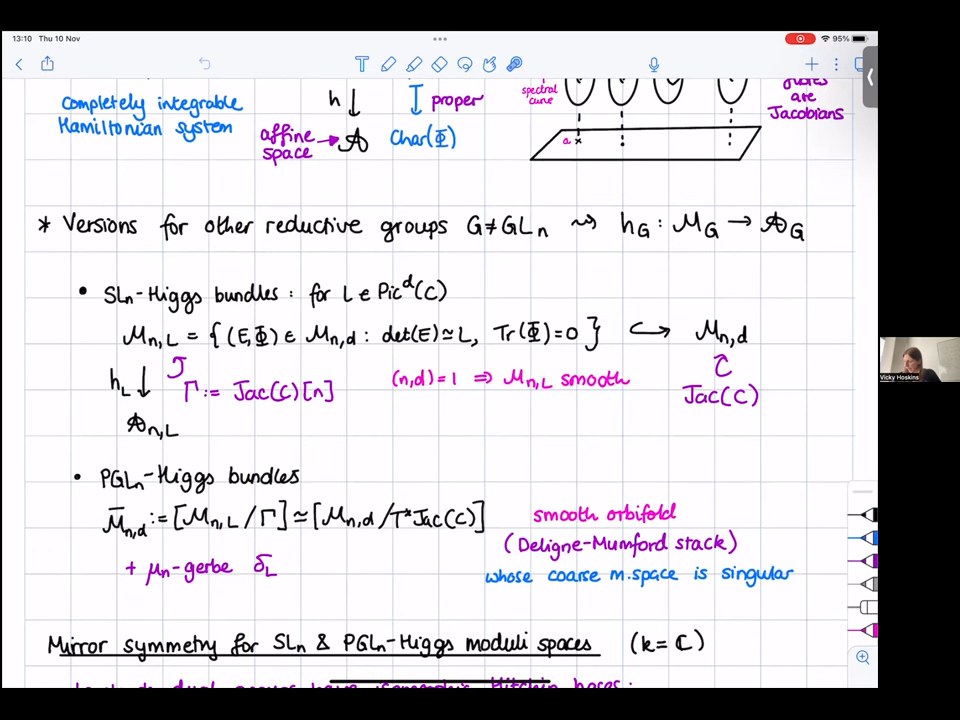 13:10 Thu 10 Nov
95%
completely integrable
Hamiltonian system
h
proper
affine
space
𝒜
Char(Φ)
spectral
curve
a
are
Jacobians
* Versions for other reductive groups G≠GLn ⇝ hG : MG → 𝒜G
• SLn-Higgs bundles : for L ∈ Picᵈ(C)
Mn,L = { (E,Φ) ∈ Mn,d : det(E) ≃ L, Tr(Φ)=0 } ↪ Mn,d
hL ↓ Γ := Jac(C)[n] (n,d)=1 ⇒ Mn,L smooth Jac(C)
𝒜n,L
• PGLn-Higgs bundles
M̄n,d := [Mn,L / Γ] ≃ [Mn,d / T*Jac(C)]
smooth orbifold
(Deligne-Mumford stack)
+ μn-gerbe δL
whose coarse m.space is singular
Mirror symmetry for SLn & PGLn-Higgs moduli spaces (k = ℂ)
Vicky Hoskins